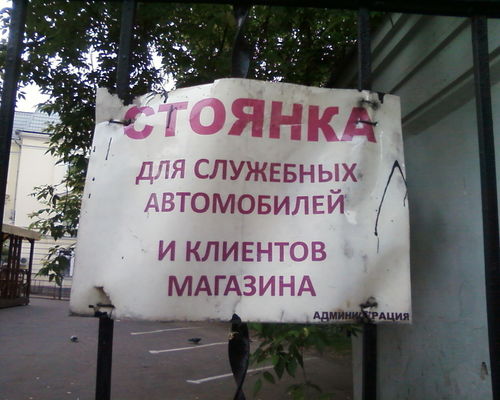 СТОЯНКА
ДЛЯ СЛУЖЕБНЫХ
АВТОМОБИЛЕЙ
И КЛИЕНТОВ
МАГАЗИНА
АДМИНИСТРАЦИЯ